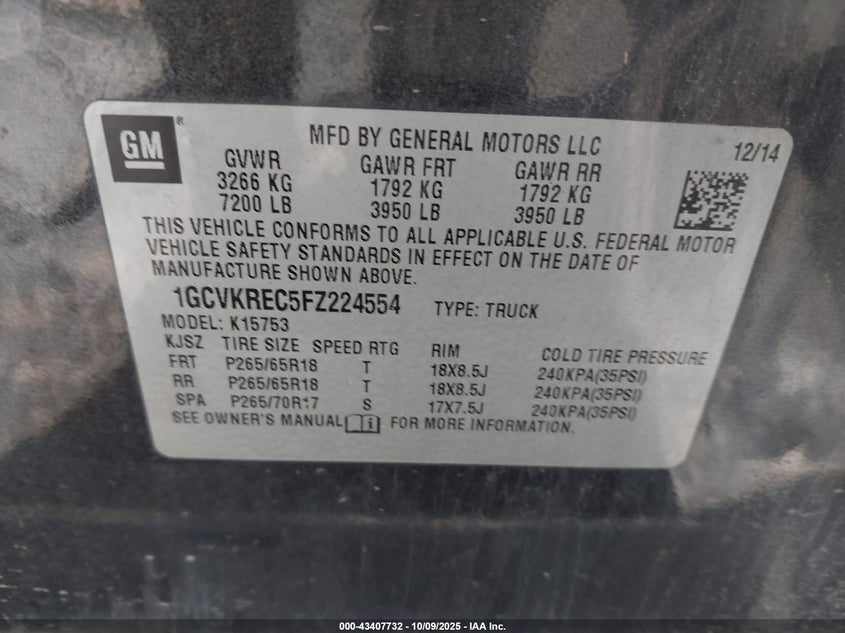 GM®
MFD BY GENERAL MOTORS LLC
12/14
GVWR GAWR FRT GAWR RR
3266 KG 1792 KG 1792 KG
7200 LB 3950 LB 3950 LB
THIS VEHICLE CONFORMS TO ALL APPLICABLE U.S. FEDERAL MOTOR
VEHICLE SAFETY STANDARDS IN EFFECT ON THE DATE OF
MANUFACTURE SHOWN ABOVE.
1GCVKREC5FZ224554 TYPE: TRUCK
MODEL: K15753
KJSZ TIRE SIZE SPEED RTG RIM COLD TIRE PRESSURE
FRT P265/65R18 T 18X8.5J 240KPA(35PSI)
RR P265/65R18 T 18X8.5J 240KPA(35PSI)
SPA P265/70R17 S 17X7.5J 240KPA(35PSI)
SEE OWNER'S MANUAL FOR MORE INFORMATION.
000-43407732 - 10/09/2025 - IAA Inc.